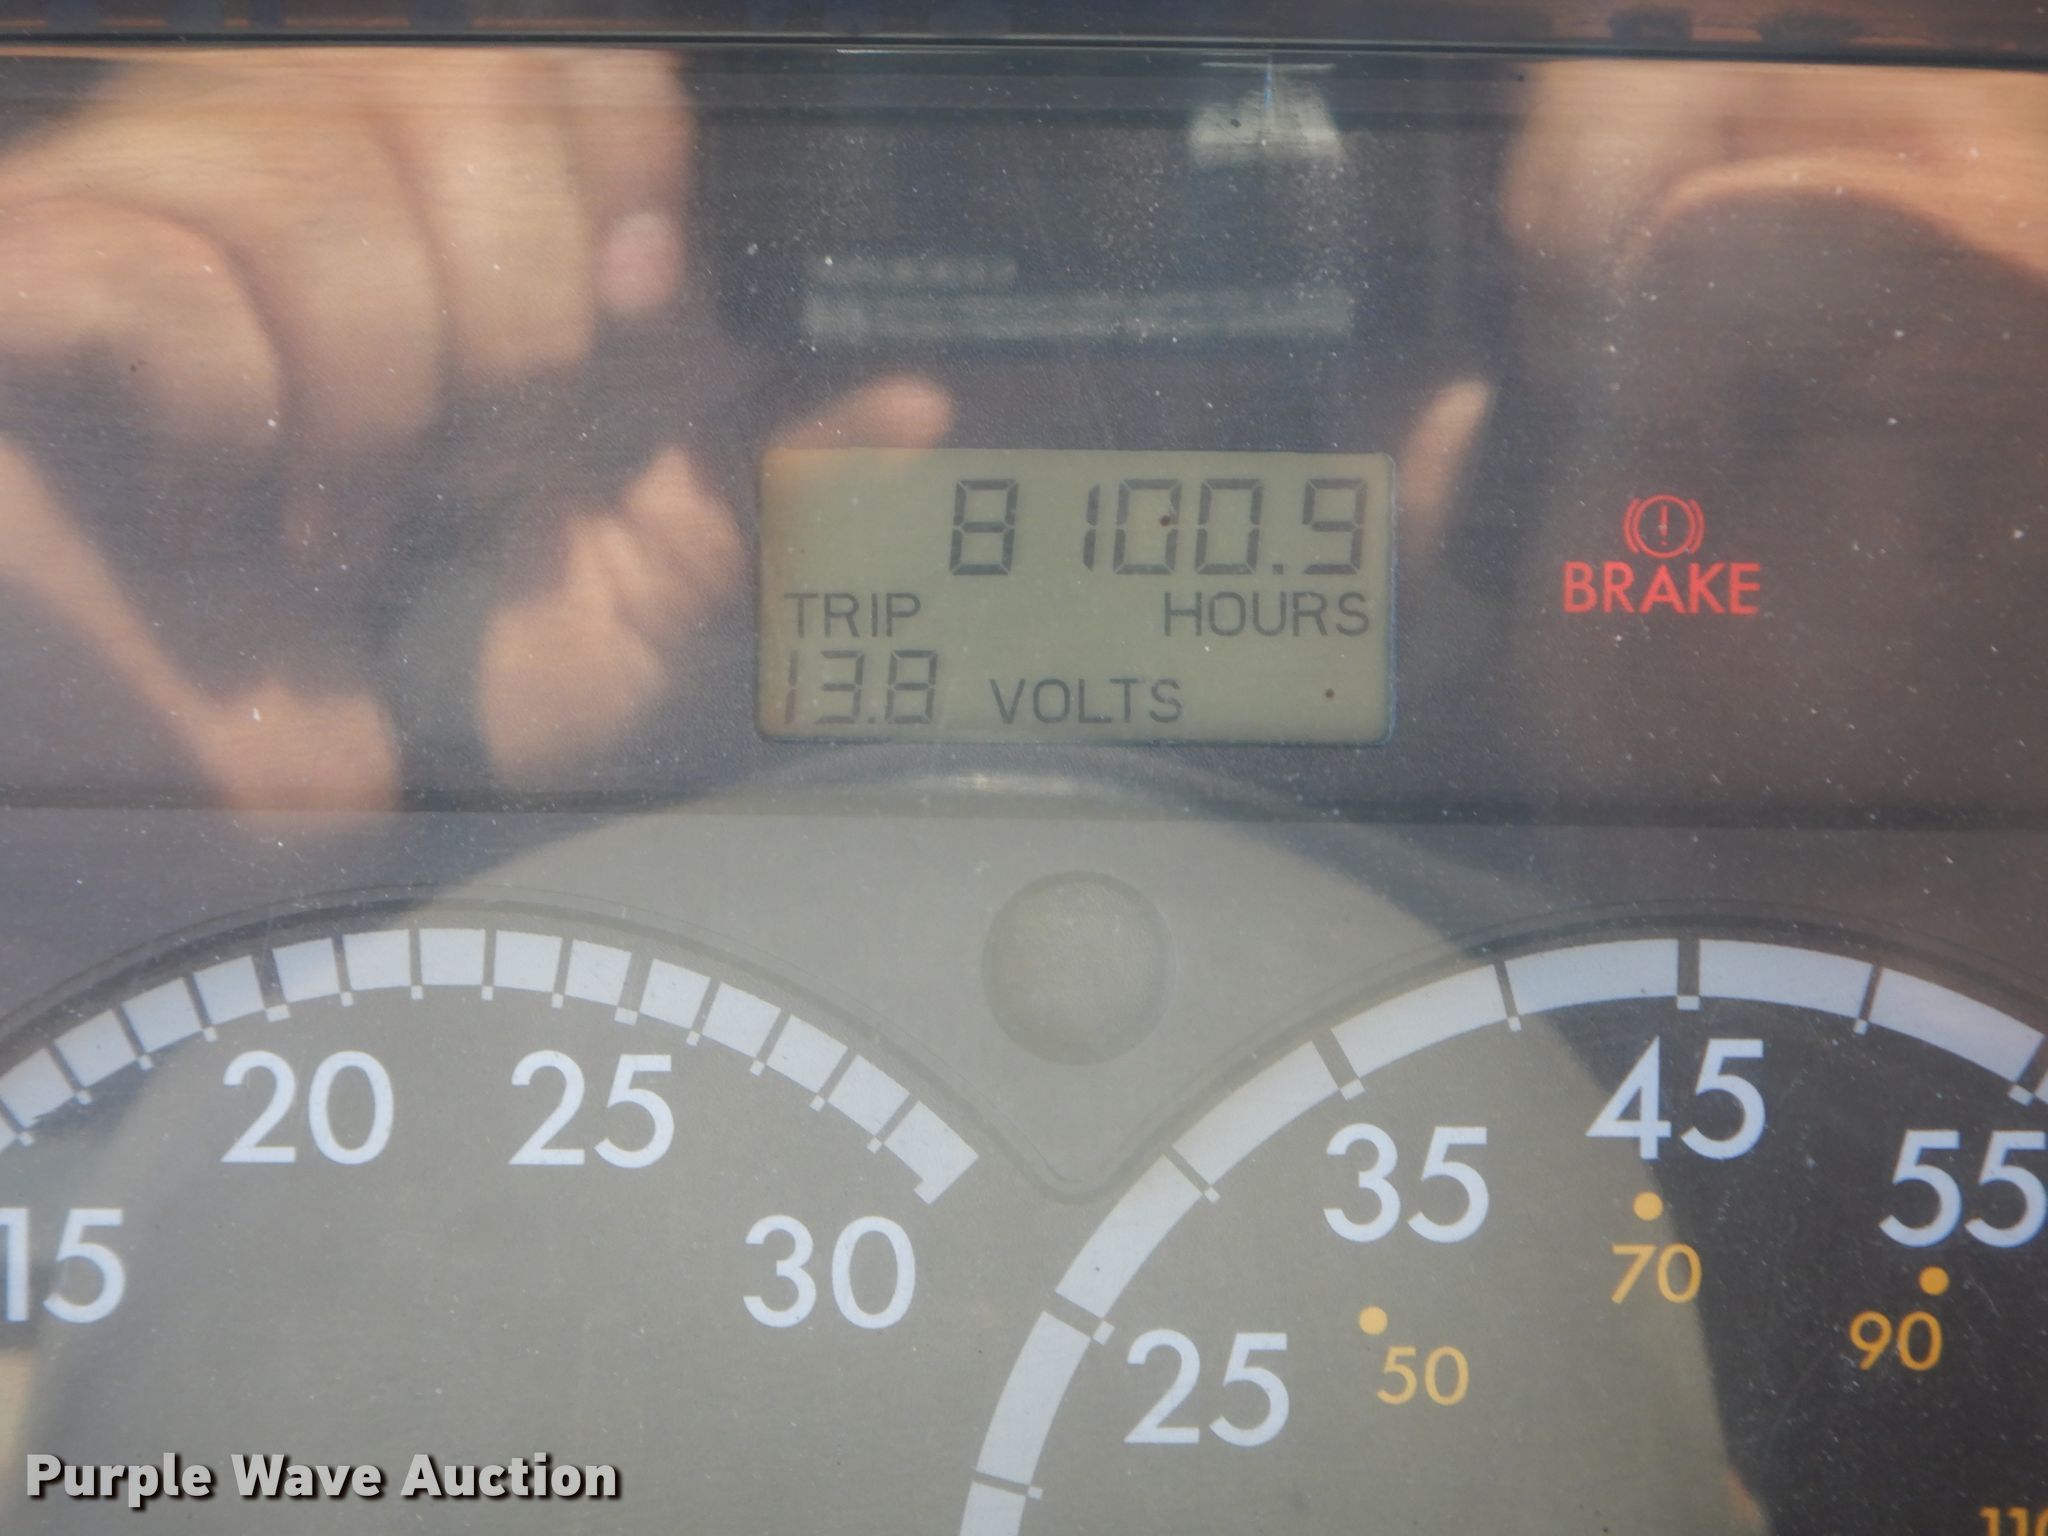 8100.9
TRIP HOURS
13.8 VOLTS
BRAKE
15 20 25 30
25 35 45 55
50 70 90
Purple Wave Auction